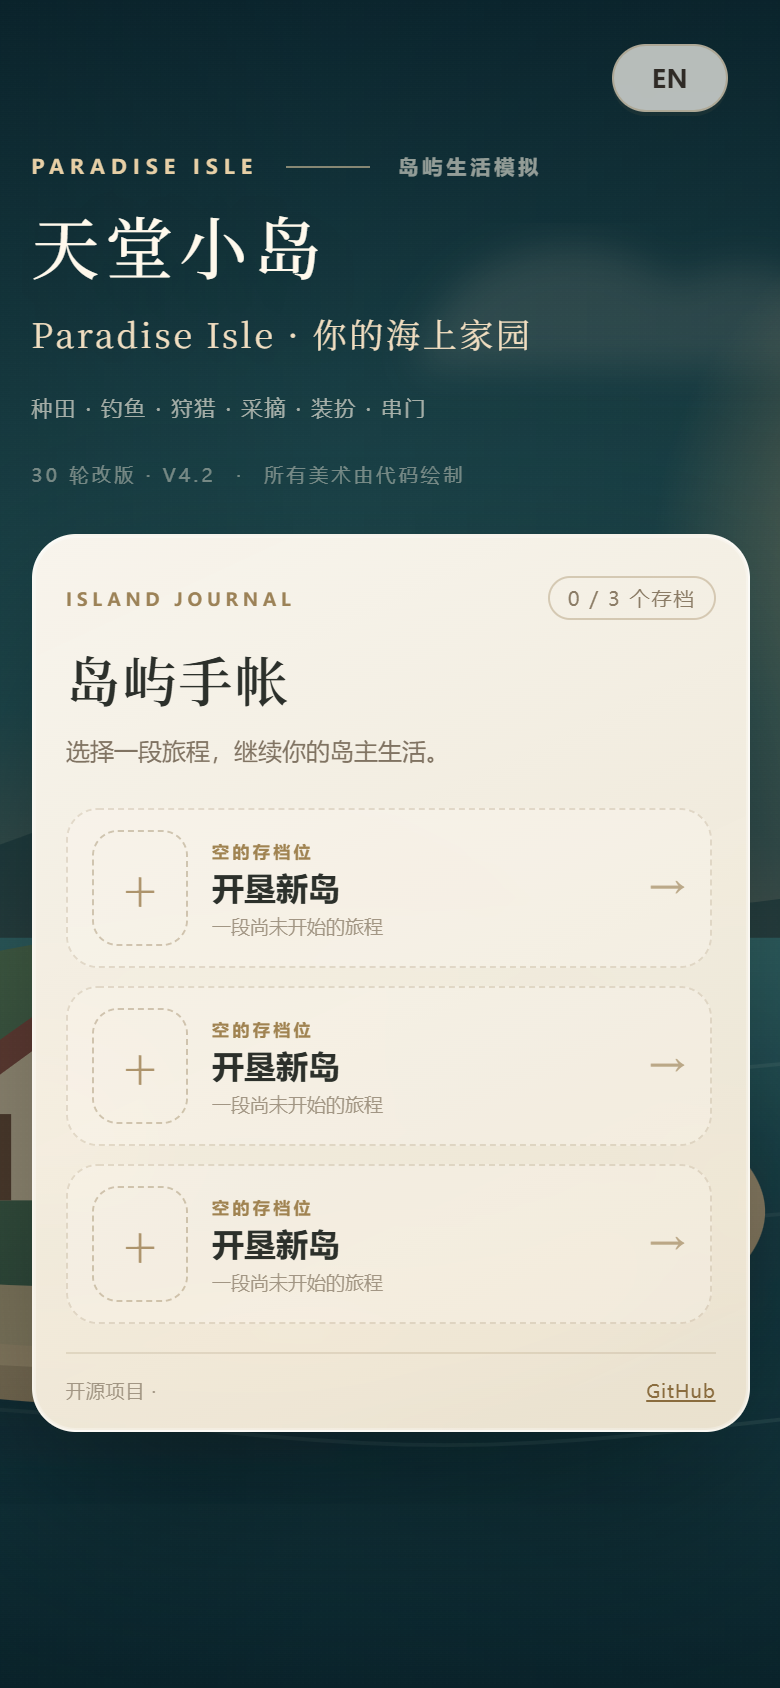 EN
PARADISE ISLE 岛屿生活模拟
天堂小岛
Paradise Isle · 你的海上家园
种田 · 钓鱼 · 狩猎 · 采摘 · 装扮 · 串门
30 轮改版 · V4.2 · 所有美术由代码绘制
ISLAND JOURNAL 0 / 3 个存档
岛屿手帐
选择一段旅程，继续你的岛主生活。
空的存档位
开垦新岛
一段尚未开始的旅程
空的存档位
开垦新岛
一段尚未开始的旅程
空的存档位
开垦新岛
一段尚未开始的旅程
开源项目 · GitHub